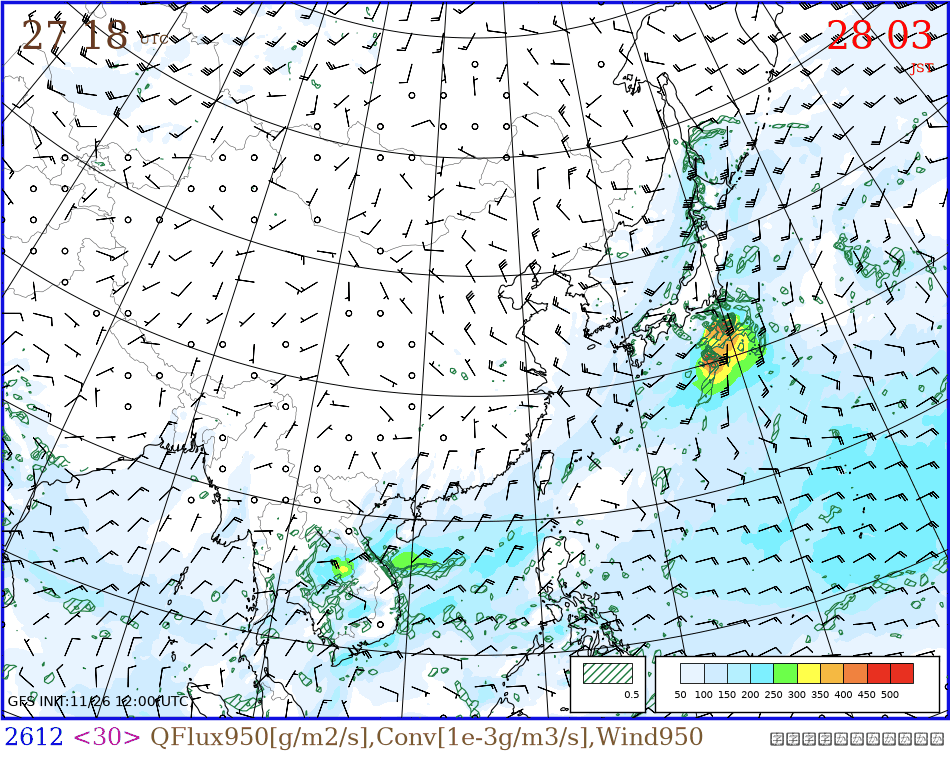 27 18 UTC
28 03
JST
0.5
50 100 150 200 250 300 350 400 450 500
GFS INIT:11/26 12:00(UTC)
2612 <30> QFlux950[g/m2/s],Conv[1e-3g/m3/s],Wind950